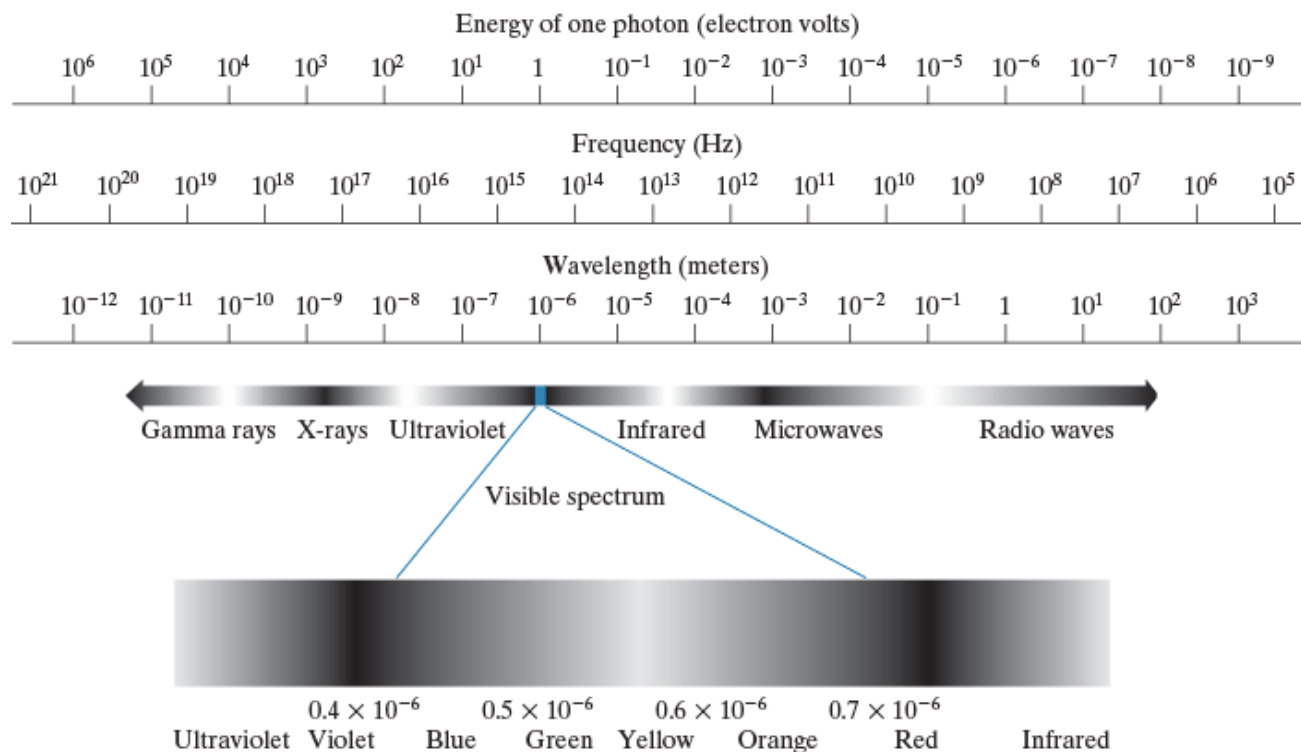 Energy of one photon (electron volts)
10⁶ 10⁵ 10⁴ 10³ 10² 10¹ 1 10⁻¹ 10⁻² 10⁻³ 10⁻⁴ 10⁻⁵ 10⁻⁶ 10⁻⁷ 10⁻⁸ 10⁻⁹
Frequency (Hz)
10²¹ 10²⁰ 10¹⁹ 10¹⁸ 10¹⁷ 10¹⁶ 10¹⁵ 10¹⁴ 10¹³ 10¹² 10¹¹ 10¹⁰ 10⁹ 10⁸ 10⁷ 10⁶ 10⁵
Wavelength (meters)
10⁻¹² 10⁻¹¹ 10⁻¹⁰ 10⁻⁹ 10⁻⁸ 10⁻⁷ 10⁻⁶ 10⁻⁵ 10⁻⁴ 10⁻³ 10⁻² 10⁻¹ 1 10¹ 10² 10³
Gamma rays X-rays Ultraviolet Infrared Microwaves Radio waves
Visible spectrum
0.4 × 10⁻⁶ 0.5 × 10⁻⁶ 0.6 × 10⁻⁶ 0.7 × 10⁻⁶
Ultraviolet Violet Blue Green Yellow Orange Red Infrared